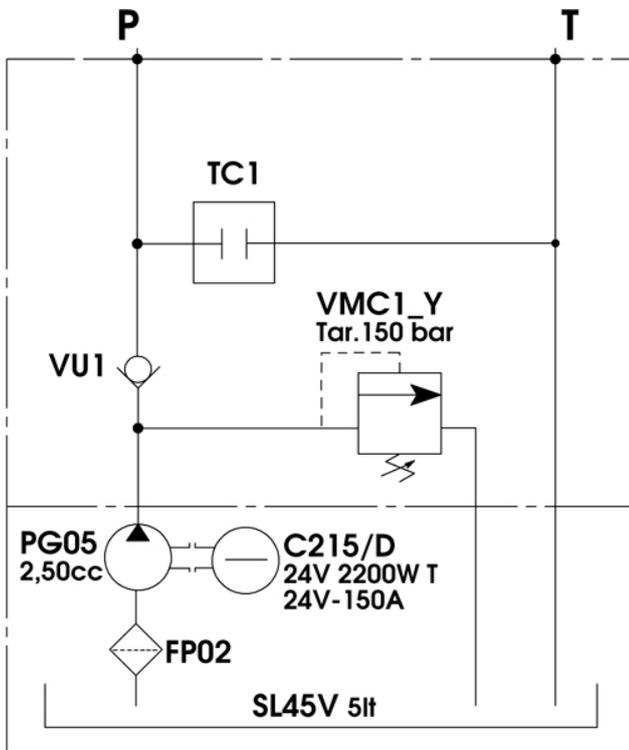 P
T
TC1
VMC1_Y
Tar.150 bar
VU1
PG05
2,50cc
C215/D
24V 2200W T
24V-150A
FP02
SL45V 5lt